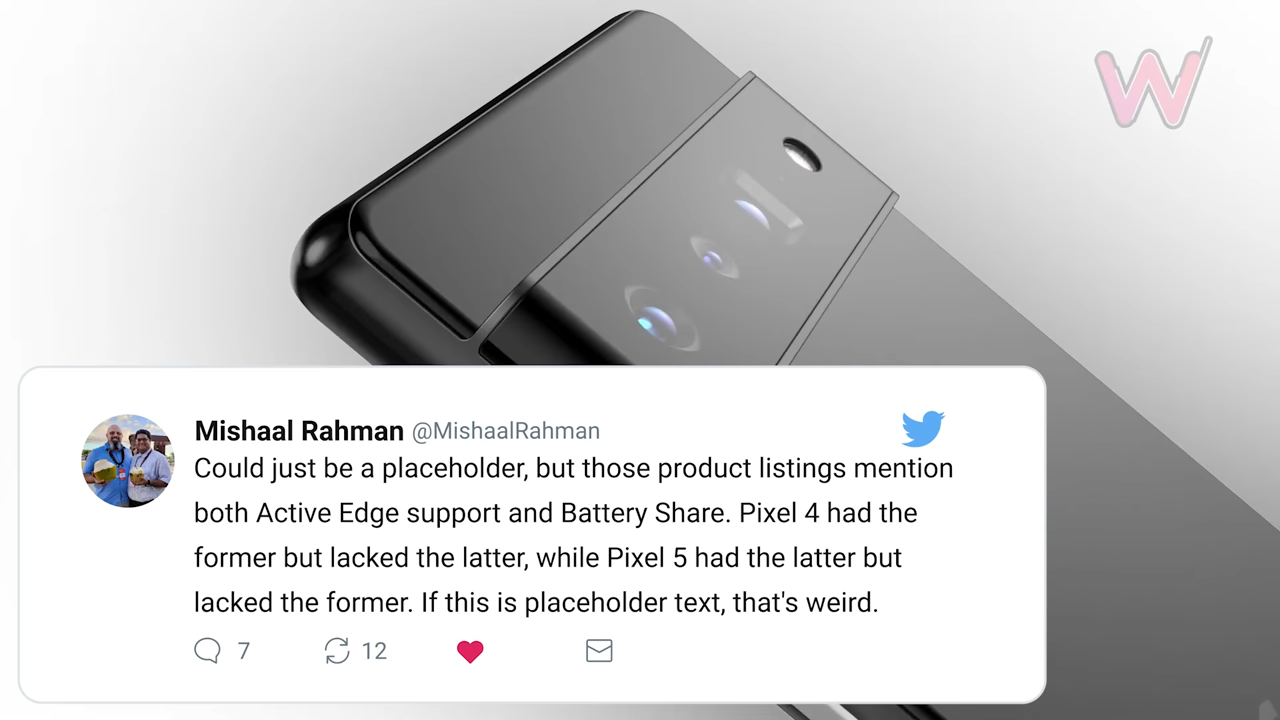 W
Mishaal Rahman @MishaalRahman
Could just be a placeholder, but those product listings mention
both Active Edge support and Battery Share. Pixel 4 had the
former but lacked the latter, while Pixel 5 had the latter but
lacked the former. If this is placeholder text, that's weird.
7 12